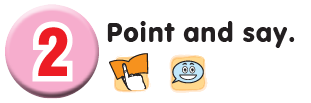 2
Point and say.